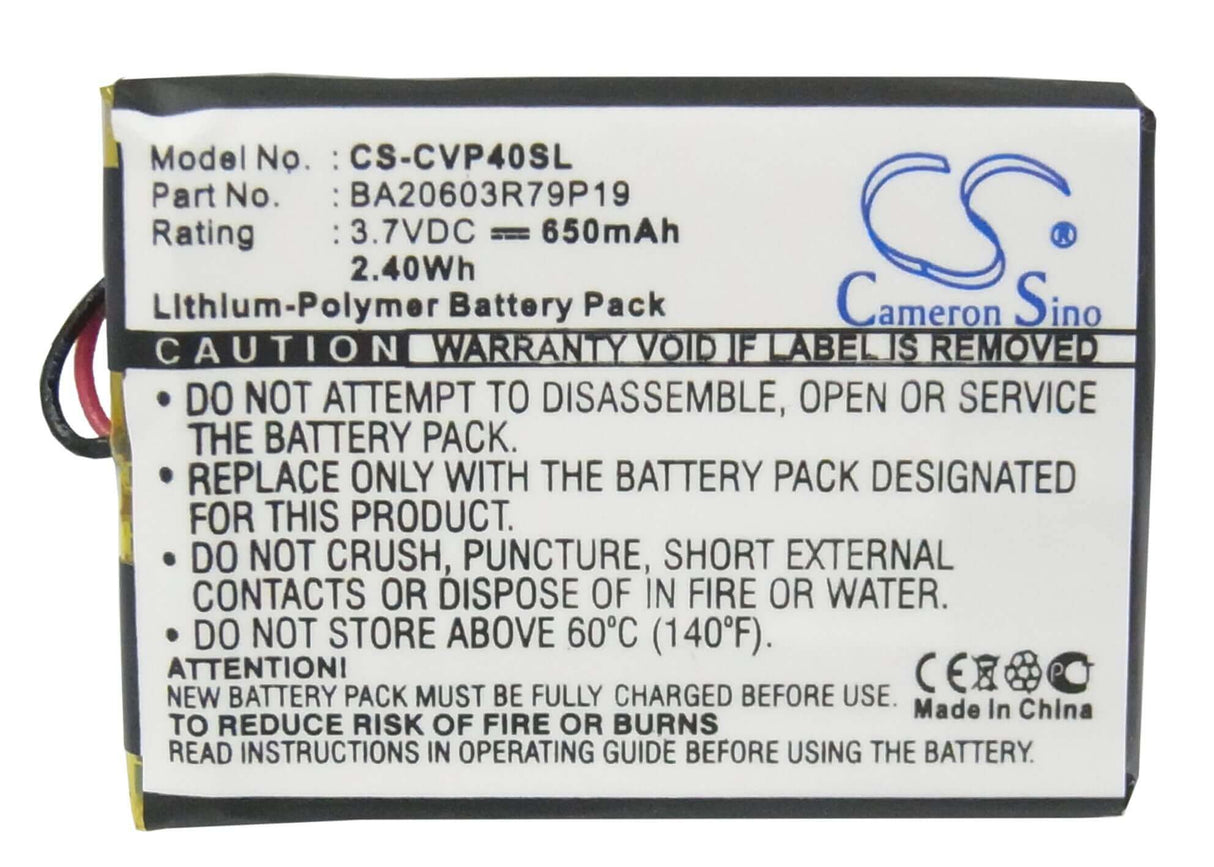 Model No. : CS-CVP40SL
Part No. : BA20603R79P19
Rating : 3.7VDC 650mAh
2.40Wh
Lithium-Polymer Battery Pack
CS ®
Cameron Sino
CAUTION WARRANTY VOID IF LABEL IS REMOVED
• DO NOT ATTEMPT TO DISASSEMBLE, OPEN OR SERVICE
THE BATTERY PACK.
• REPLACE ONLY WITH THE BATTERY PACK DESIGNATED
FOR THIS PRODUCT.
• DO NOT CRUSH, PUNCTURE, SHORT EXTERNAL
CONTACTS OR DISPOSE OF IN FIRE OR WATER.
• DO NOT STORE ABOVE 60°C (140°F).
ATTENTION!
NEW BATTERY PACK MUST BE FULLY CHARGED BEFORE USE.
TO REDUCE RISK OF FIRE OR BURNS
READ INSTRUCTIONS IN OPERATING GUIDE BEFORE USING THE BATTERY.
CE
Made in China